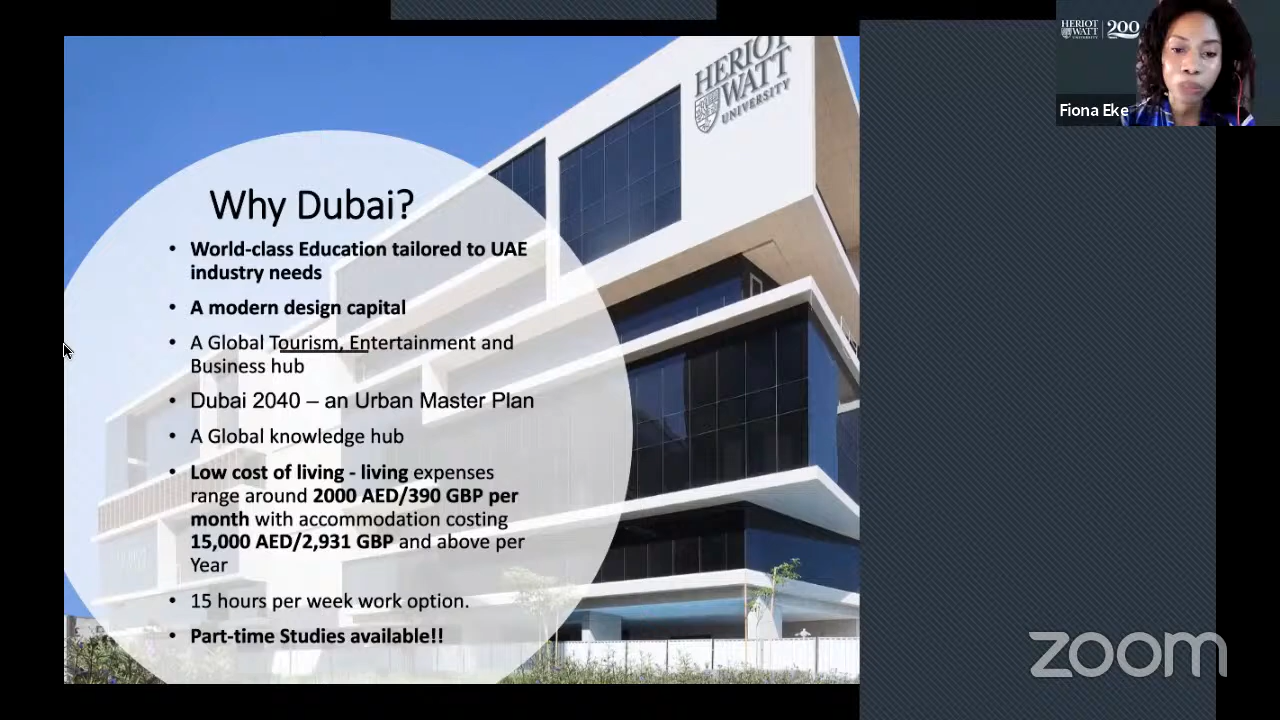 HERIOT
WATT
UNIVERSITY
200
Fiona Eke
HERIOT
WATT
UNIVERSITY
Why Dubai?
• World-class Education tailored to UAE
industry needs
• A modern design capital
• A Global Tourism, Entertainment and
Business hub
• Dubai 2040 – an Urban Master Plan
• A Global knowledge hub
• Low cost of living - living expenses
range around 2000 AED/390 GBP per
month with accommodation costing
15,000 AED/2,931 GBP and above per
Year
• 15 hours per week work option.
• Part-time Studies available!!
zoom